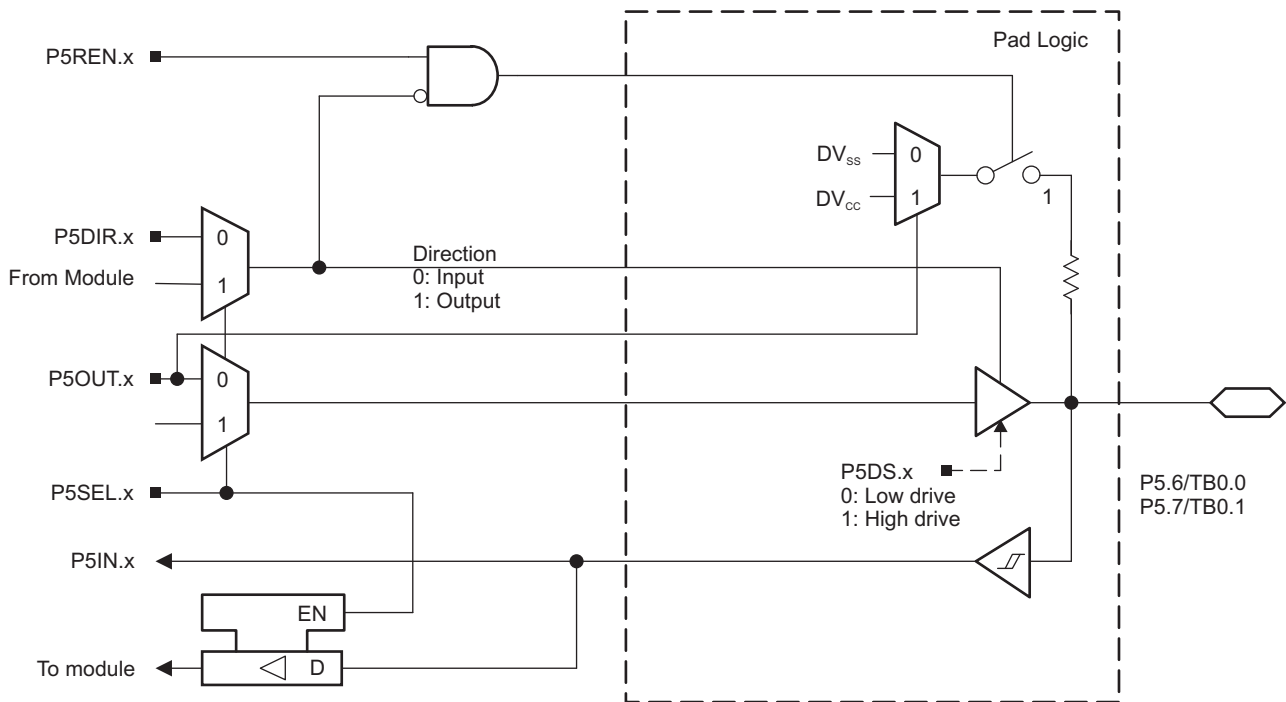 Pad Logic
P5REN.x
DVSS
0
DVCC
1
1
P5DIR.x
0
From Module
1
Direction
0: Input
1: Output
P5OUT.x
0
1
P5DS.x
0: Low drive
1: High drive
P5.6/TB0.0
P5.7/TB0.1
P5SEL.x
P5IN.x
EN
To module
D